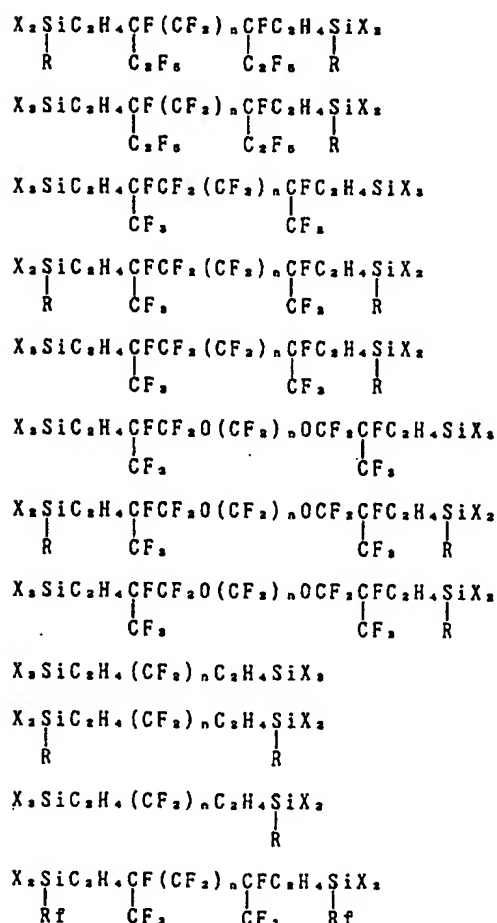 X₂SiC₂H₄CF(CF₂)ₙCFC₂H₄SiX₂
R C₂F₅ C₂F₅ R
X₃SiC₂H₄CF(CF₂)ₙCFC₂H₄SiX₂
C₂F₅ C₂F₅ R
X₃SiC₂H₄CFCF₂(CF₂)ₙCFC₂H₄SiX₃
CF₃ CF₃
X₂SiC₂H₄CFCF₂(CF₂)ₙCFC₂H₄SiX₂
R CF₃ CF₃ R
X₃SiC₂H₄CFCF₂(CF₂)ₙCFC₂H₄SiX₂
CF₃ CF₃ R
X₃SiC₂H₄CFCF₂O(CF₂)ₙOCF₂CFC₂H₄SiX₃
CF₃ CF₃
X₂SiC₂H₄CFCF₂O(CF₂)ₙOCF₂CFC₂H₄SiX₂
R CF₃ CF₃ R
X₃SiC₂H₄CFCF₂O(CF₂)ₙOCF₂CFC₂H₄SiX₂
CF₃ CF₃ R
X₃SiC₂H₄(CF₂)ₙC₂H₄SiX₃
X₂SiC₂H₄(CF₂)ₙC₂H₄SiX₂
R R
X₃SiC₂H₄(CF₂)ₙC₂H₄SiX₂
R
X₂SiC₂H₄CF(CF₂)ₙCFC₂H₄SiX₂
Rf CF₃ CF₃ Rf